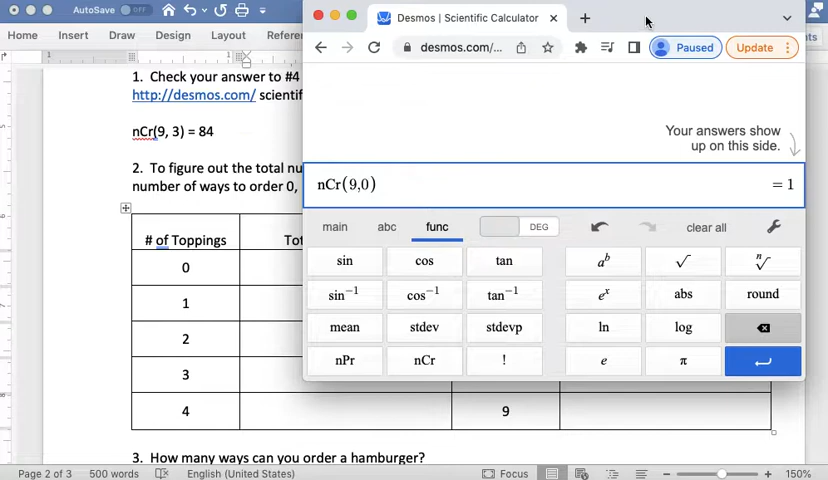 AutoSave OFF
Home Insert Draw Design Layout
1. Check your answer to #4
http://desmos.com/ scientif
nCr(9, 3) = 84
2. To figure out the total nu
number of ways to order 0,
# of Toppings Tot
0
1
2
3
4 9
3. How many ways can you order a hamburger?
Page 2 of 3 500 words English (United States) Focus 150%
Desmos | Scientific Calculator
desmos.com/... Paused Update
Your answers show
up on this side.
nCr(9,0) = 1
main abc func DEG clear all
sin cos tan a^b √ ⁿ√
sin⁻¹ cos⁻¹ tan⁻¹ e^x abs round
mean stdev stdevp ln log
nPr nCr ! e π